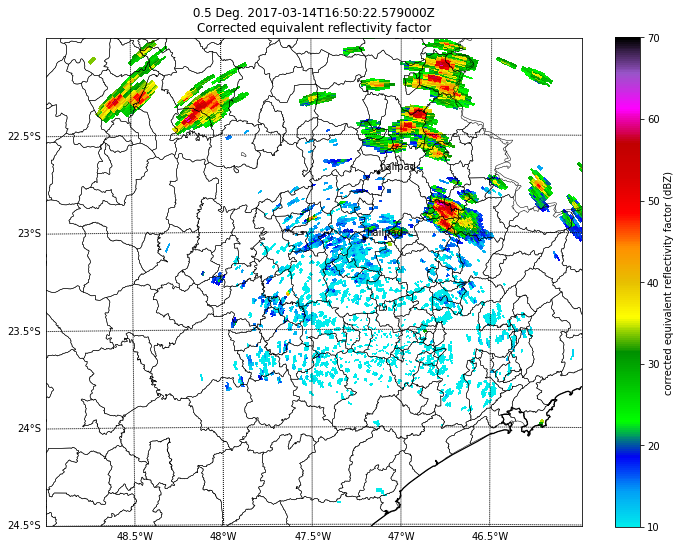 0.5 Deg. 2017-03-14T16:50:22.579000Z
Corrected equivalent reflectivity factor
22.5°S
23°S
23.5°S
24°S
24.5°S
48.5°W
48°W
47.5°W
47°W
46.5°W
70
60
50
40
30
20
10
corrected equivalent reflectivity factor (dBZ)